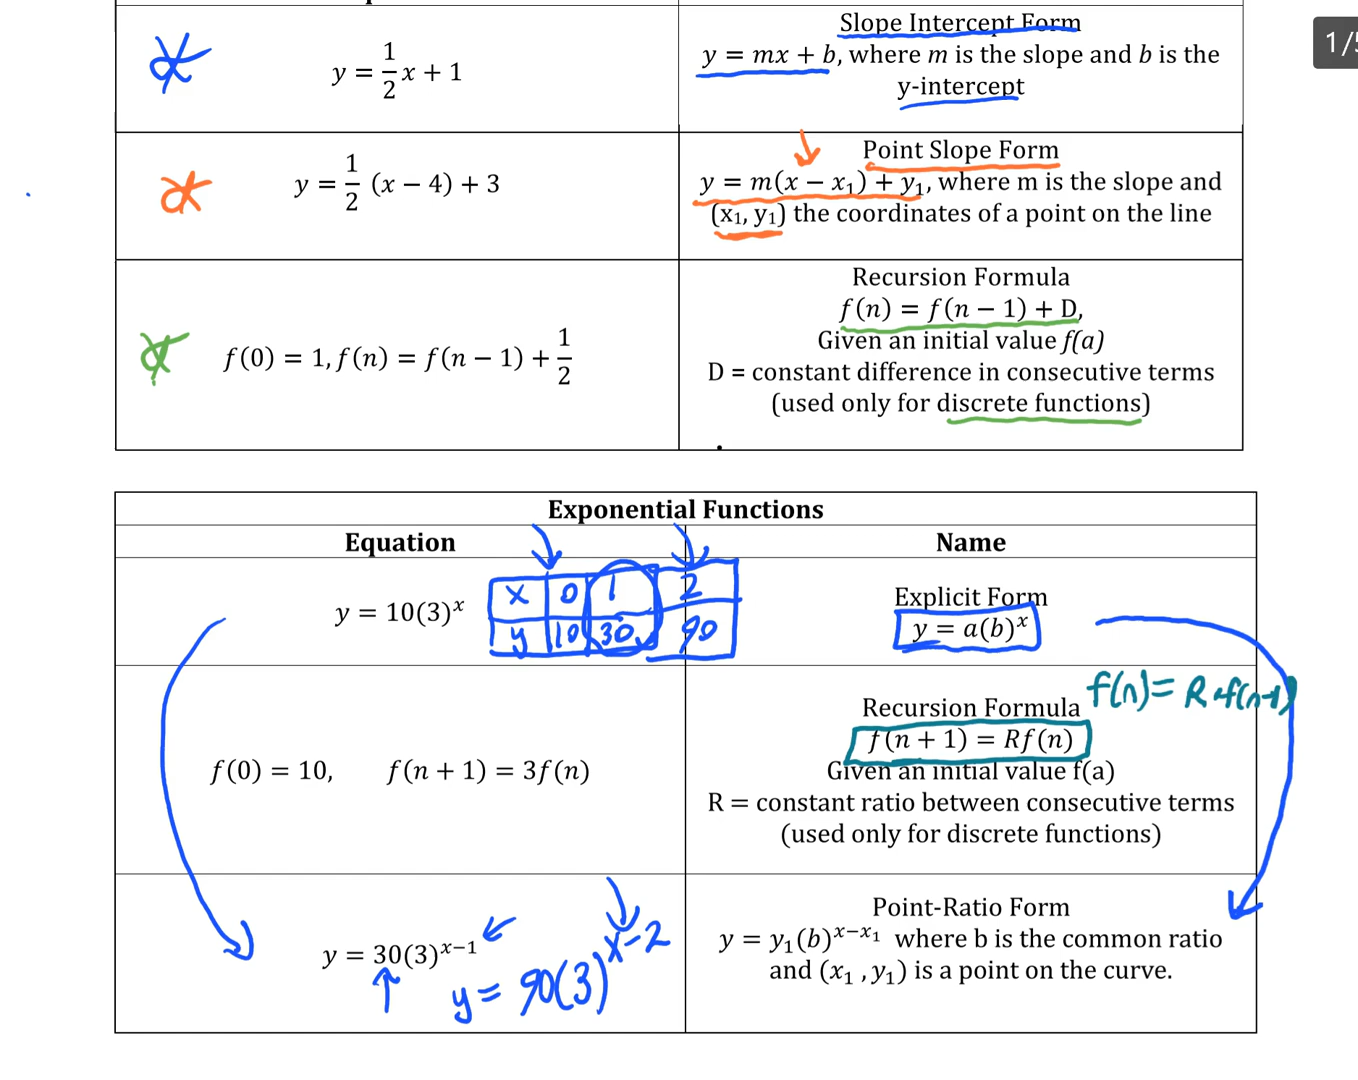 1/5
Slope Intercept Form
y = 1/2 x + 1
y = mx + b, where m is the slope and b is the
y-intercept
Point Slope Form
y = 1/2 (x − 4) + 3
y = m(x − x₁) + y₁, where m is the slope and
(x₁, y₁) the coordinates of a point on the line
Recursion Formula
f(n) = f(n − 1) + D,
Given an initial value f(a)
f(0) = 1, f(n) = f(n − 1) + 1/2
D = constant difference in consecutive terms
(used only for discrete functions)
Exponential Functions
Equation Name
y = 10(3)ˣ
x 0 1 2
y 10 30 90
Explicit Form
y = a(b)ˣ
f(n) = R·f(n-1)
Recursion Formula
f(n + 1) = Rf(n)
f(0) = 10, f(n + 1) = 3f(n)
Given an initial value f(a)
R = constant ratio between consecutive terms
(used only for discrete functions)
Point-Ratio Form
y = 30(3)ˣ⁻¹
y = 90(3)ˣ⁻²
y = y₁(b)^(x−x₁) where b is the common ratio
and (x₁ , y₁) is a point on the curve.